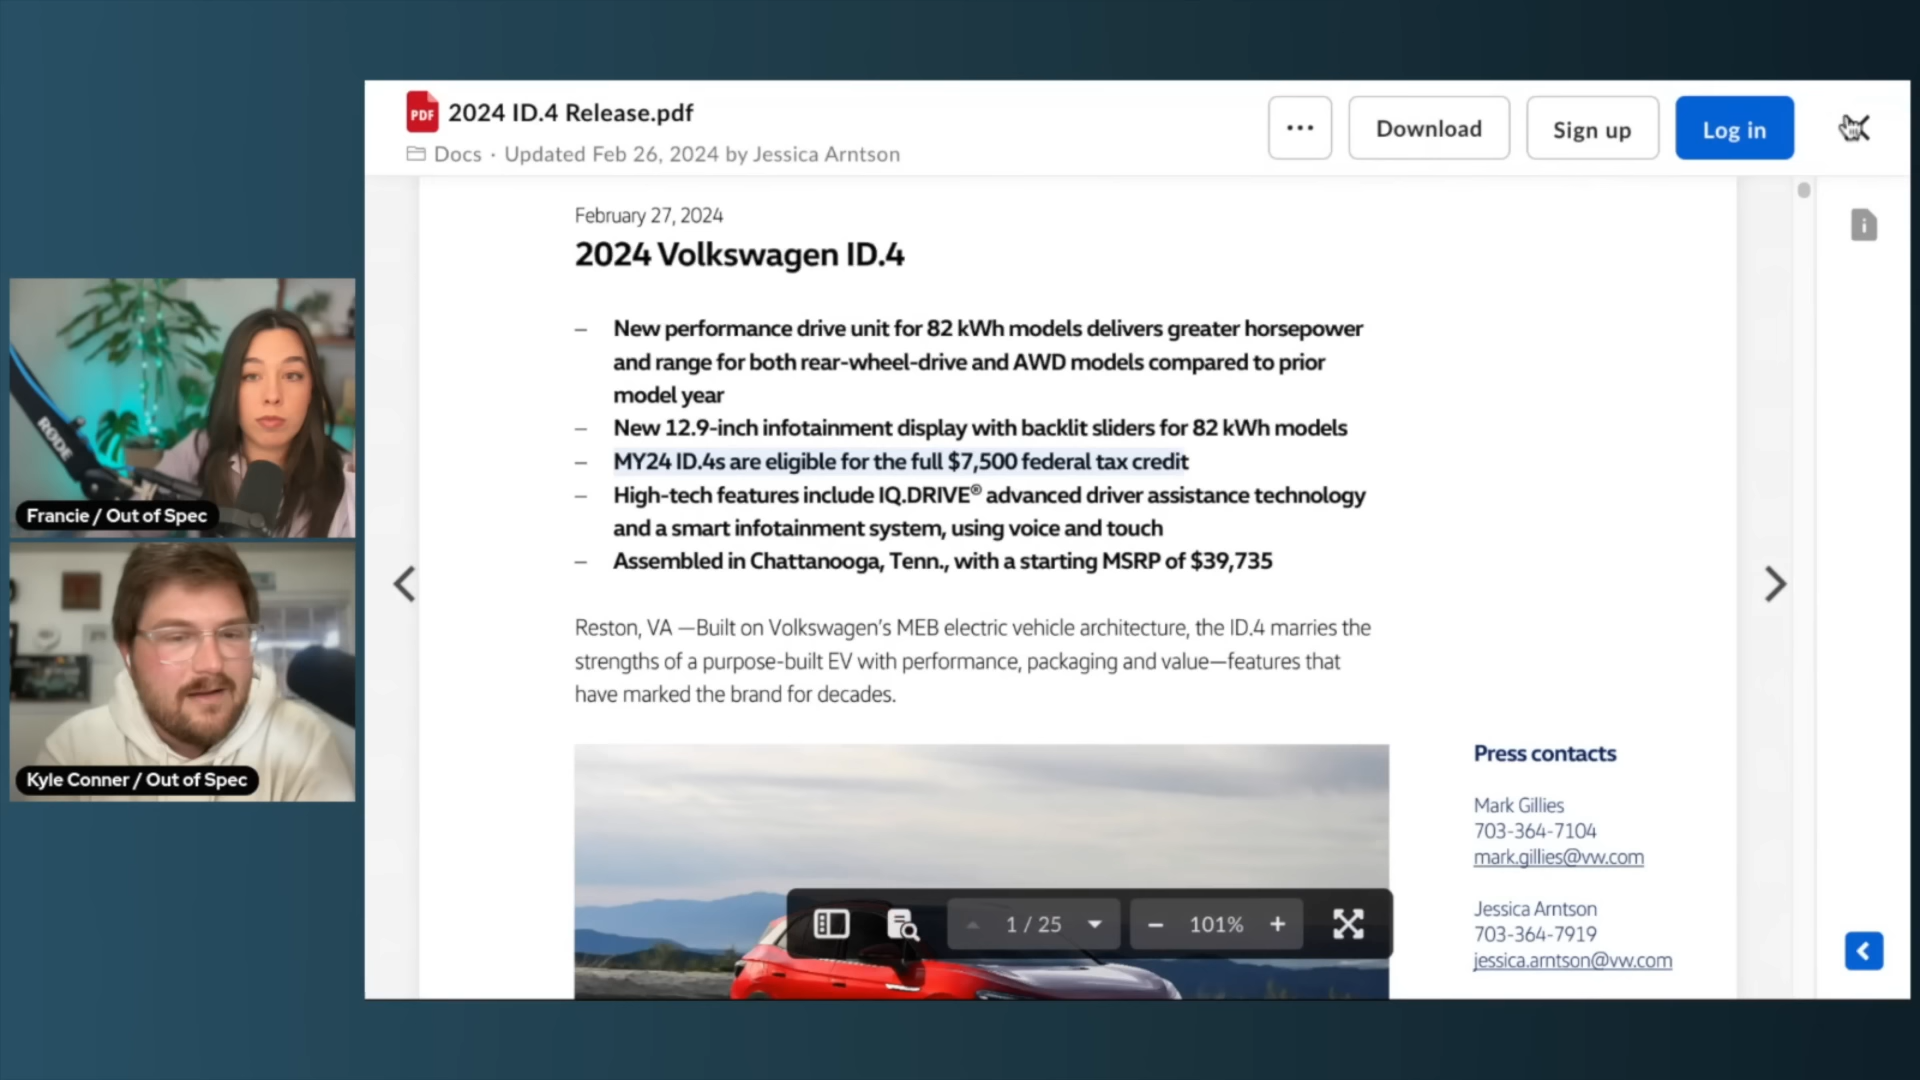 PDF
2024 ID.4 Release.pdf
Docs · Updated Feb 26, 2024 by Jessica Arntson
Download
Sign up
Log in
February 27, 2024
2024 Volkswagen ID.4
– New performance drive unit for 82 kWh models delivers greater horsepower
and range for both rear-wheel-drive and AWD models compared to prior
model year
– New 12.9-inch infotainment display with backlit sliders for 82 kWh models
– MY24 ID.4s are eligible for the full $7,500 federal tax credit
– High-tech features include IQ.DRIVE® advanced driver assistance technology
and a smart infotainment system, using voice and touch
– Assembled in Chattanooga, Tenn., with a starting MSRP of $39,735
Reston, VA —Built on Volkswagen's MEB electric vehicle architecture, the ID.4 marries the
strengths of a purpose-built EV with performance, packaging and value—features that
have marked the brand for decades.
Press contacts
Mark Gillies
703-364-7104
mark.gillies@vw.com
Jessica Arntson
703-364-7919
jessica.arntson@vw.com
1 / 25
101%
RODE
Francie / Out of Spec
Kyle Conner / Out of Spec